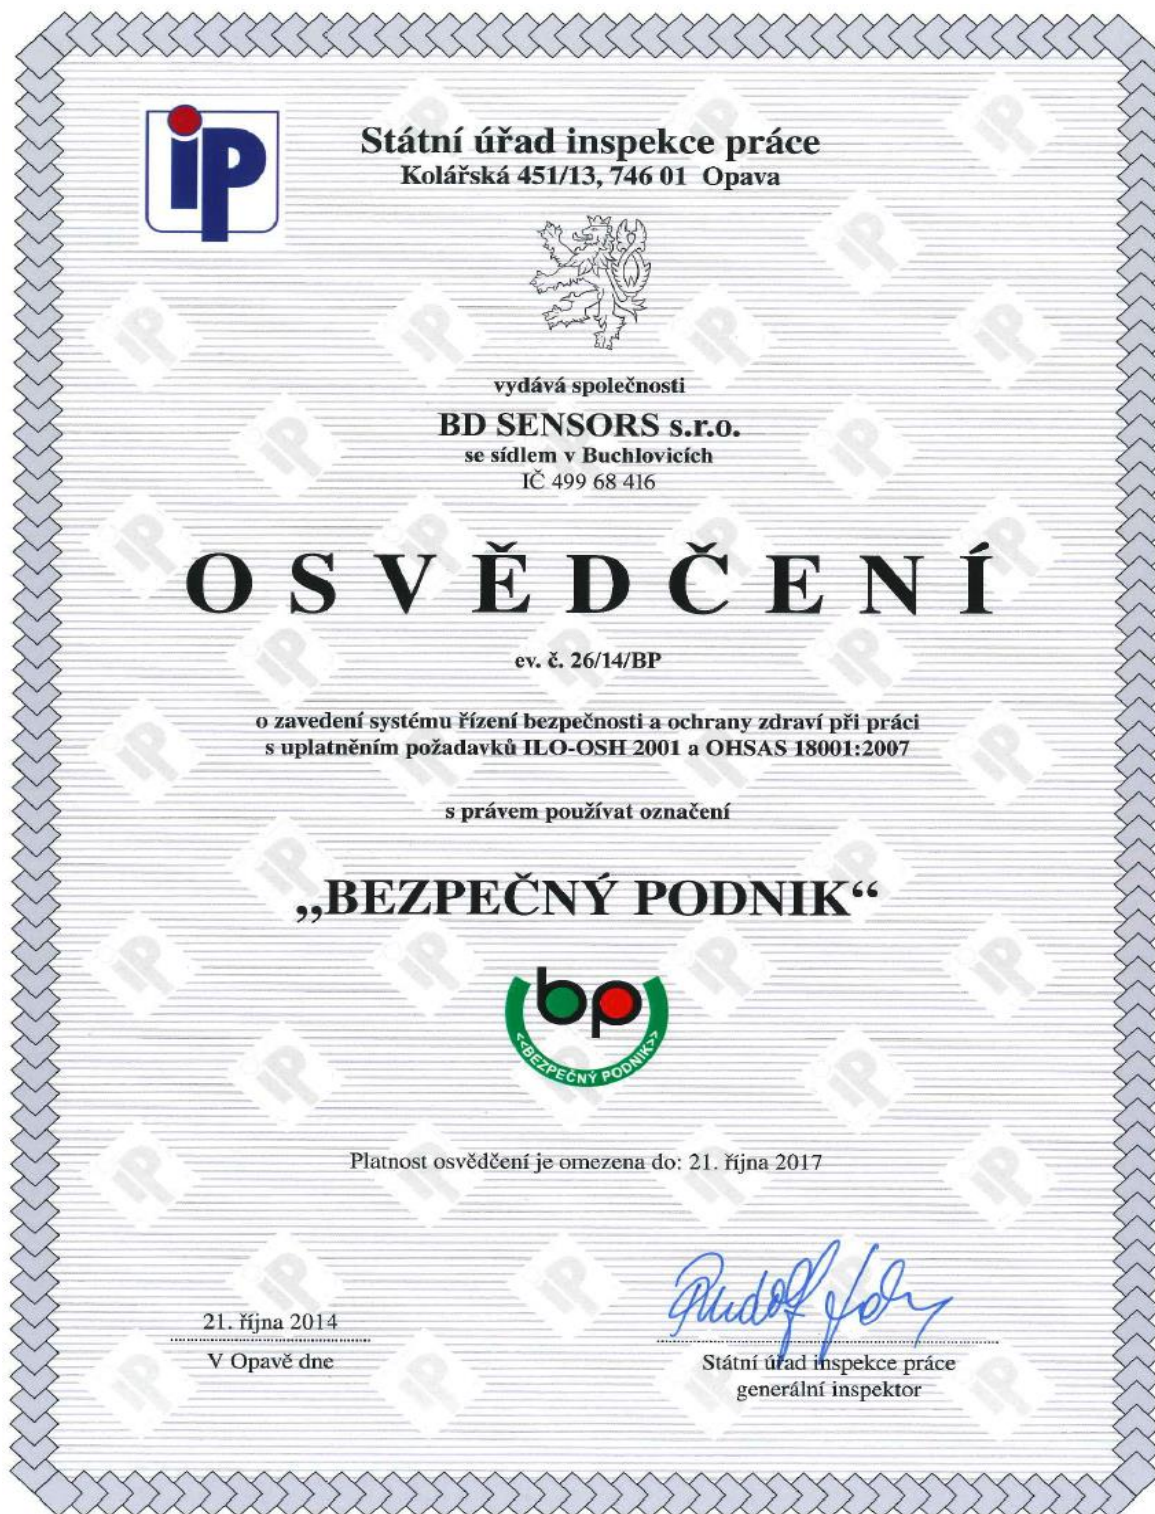 ip
Státní úřad inspekce práce
Kolářská 451/13, 746 01 Opava
vydává společnosti
BD SENSORS s.r.o.
se sídlem v Buchlovicích
IČ 499 68 416
OSVĚDČENÍ
ev. č. 26/14/BP
o zavedení systému řízení bezpečnosti a ochrany zdraví při práci
s uplatněním požadavků ILO-OSH 2001 a OHSAS 18001:2007
s právem používat označení
„BEZPEČNÝ PODNIK“
bp
<<BEZPEČNÝ PODNIK>>
Platnost osvědčení je omezena do: 21. října 2017
21. října 2014
V Opavě dne
Rudolf
Státní úřad inspekce práce
generální inspektor